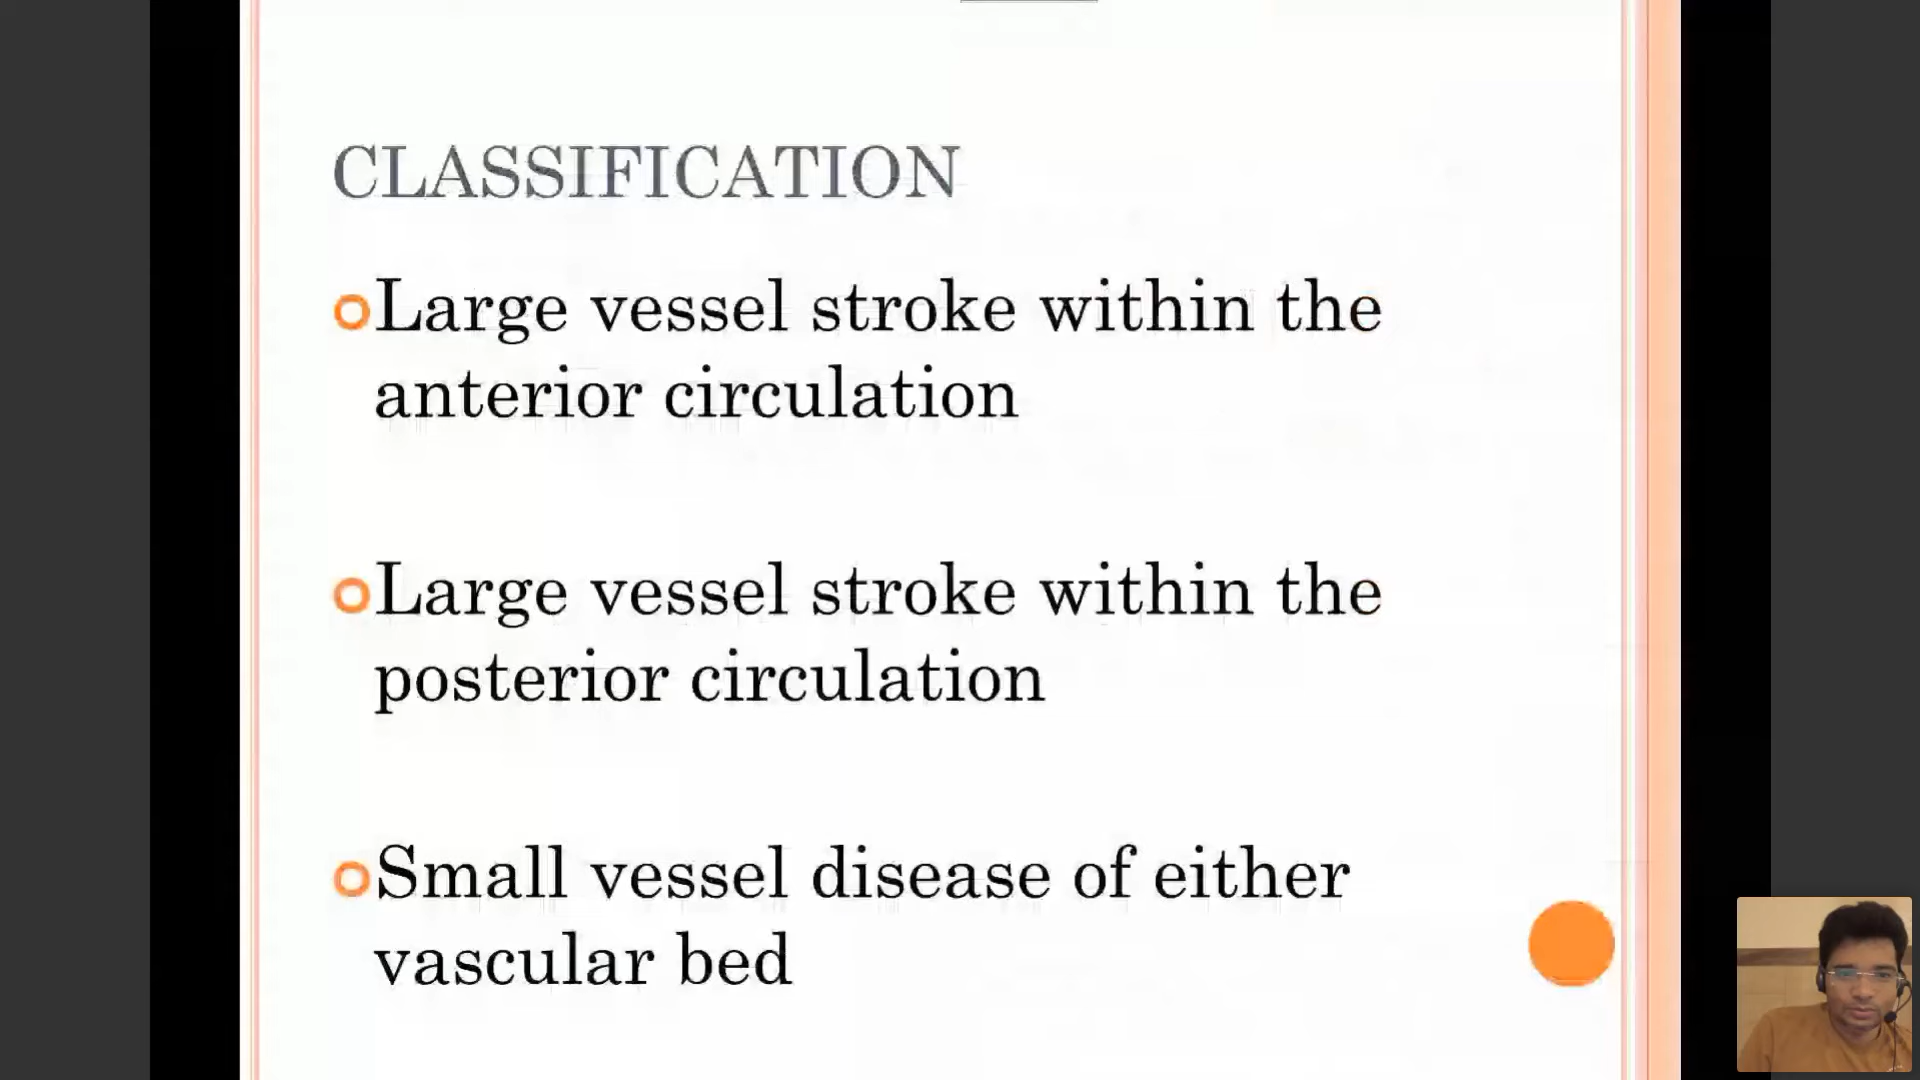 CLASSIFICATION
Large vessel stroke within the
anterior circulation
Large vessel stroke within the
posterior circulation
Small vessel disease of either
vascular bed